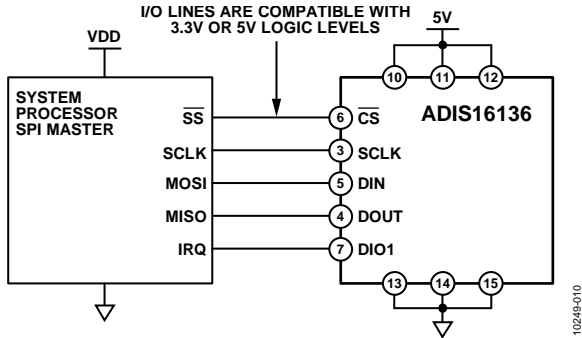 I/O LINES ARE COMPATIBLE WITH
3.3V OR 5V LOGIC LEVELS
VDD
5V
10 11 12
SYSTEM
PROCESSOR
SPI MASTER
ADIS16136
SS 6 CS
SCLK 3 SCLK
MOSI 5 DIN
MISO 4 DOUT
IRQ 7 DIO1
13 14 15
10249-010